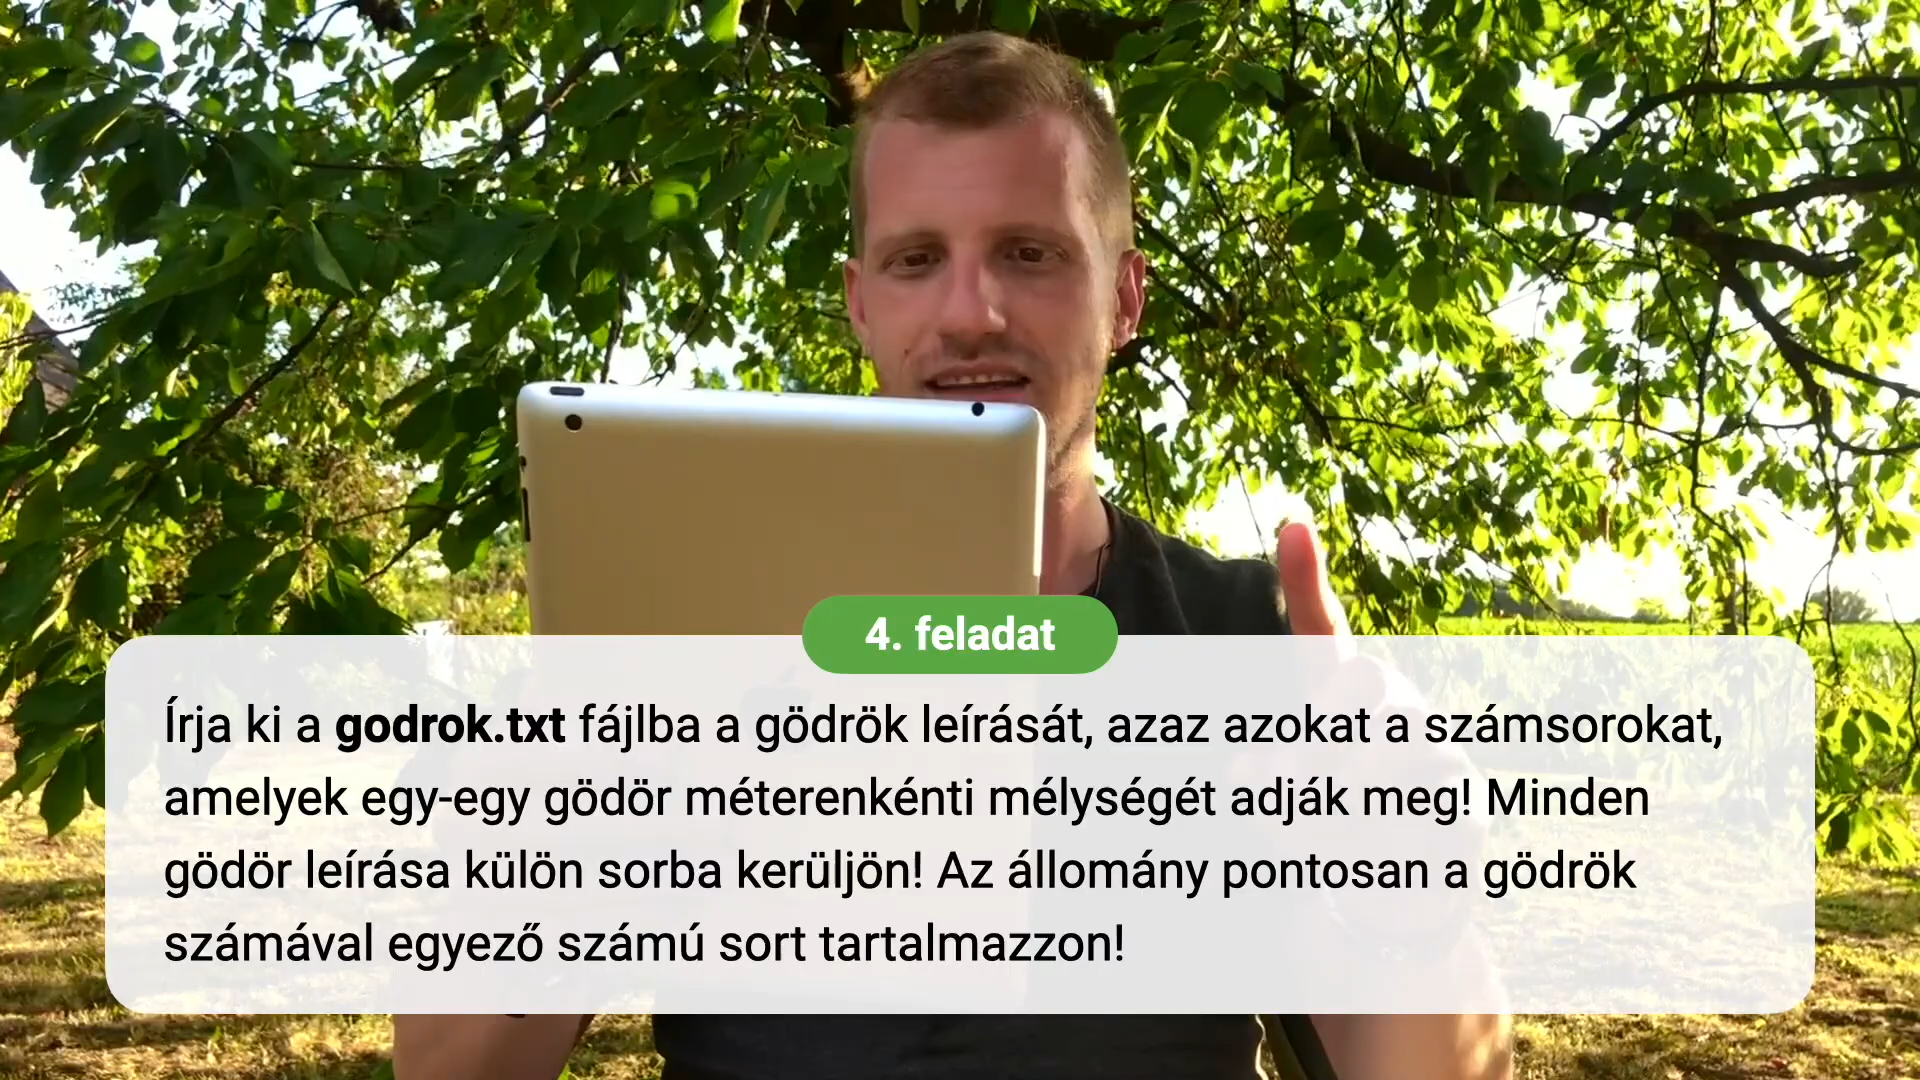 4. feladat
Írja ki a godrok.txt fájlba a gödrök leírását, azaz azokat a számsorokat,
amelyek egy-egy gödör méterenkénti mélységét adják meg! Minden
gödör leírása külön sorba kerüljön! Az állomány pontosan a gödrök
számával egyező számú sort tartalmazzon!